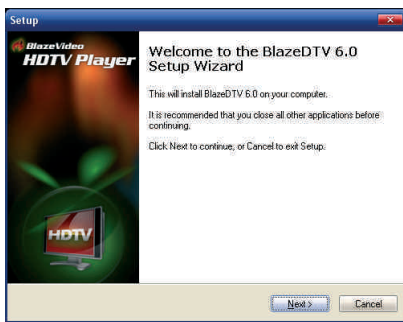 Setup
BlazeVideo
HDTV Player
Welcome to the BlazeDTV 6.0
Setup Wizard
This will install BlazeDTV 6.0 on your computer.
It is recommended that you close all other applications before
continuing.
Click Next to continue, or Cancel to exit Setup.
HDTV
Next >
Cancel